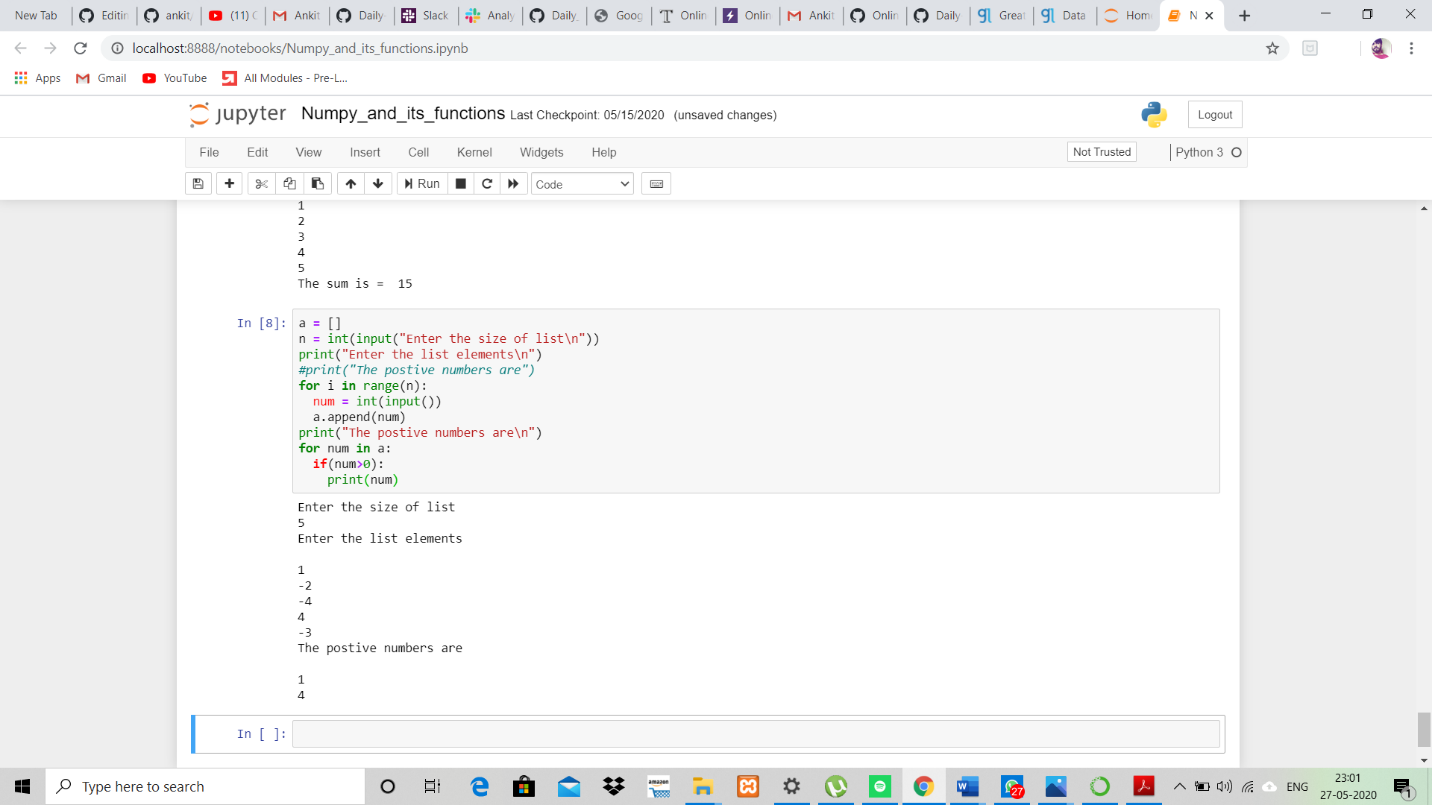 New Tab
Editin
ankit/
(11) C
Ankit
Daily-
Slack
Analy
Daily_
Goog
Onlin
Onlin
Ankit
Onlin
Daily
Great
Data
Home
N
localhost:8888/notebooks/Numpy_and_its_functions.ipynb
Apps Gmail YouTube All Modules - Pre-L...
jupyter Numpy_and_its_functions Last Checkpoint: 05/15/2020 (unsaved changes) Logout
File Edit View Insert Cell Kernel Widgets Help Not Trusted Python 3
Run Code
1
2
3
4
5
The sum is =  15
In [8]:
a = []
n = int(input("Enter the size of list\n"))
print("Enter the list elements\n")
#print("The postive numbers are")
for i in range(n):
  num = int(input())
  a.append(num)
print("The postive numbers are\n")
for num in a:
  if(num>0):
    print(num)
Enter the size of list
5
Enter the list elements
1
-2
-4
4
-3
The postive numbers are
1
4
In [ ]:
Type here to search
amazon
27
ENG
23:01
27-05-2020
1